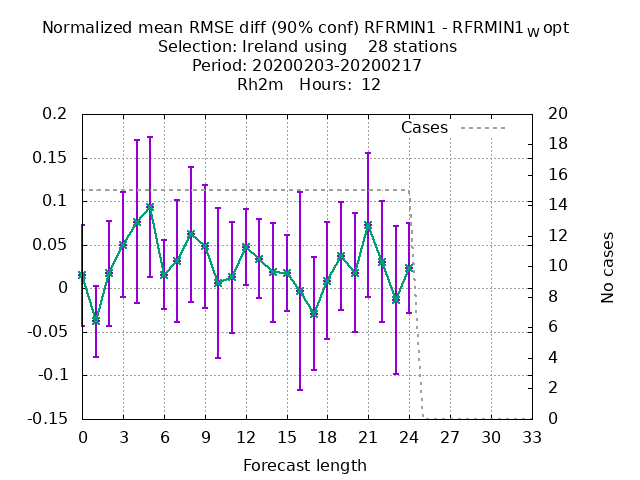 Normalized mean RMSE diff (90% conf) RFRMIN1 - RFRMIN1_W opt
Selection: Ireland using 28 stations
Period: 20200203-20200217
Rh2m Hours: 12
Cases
0.2
0.15
0.1
0.05
0
-0.05
-0.1
-0.15
20
18
16
14
12
10
8
6
4
2
0
No cases
0 3 6 9 12 15 18 21 24 27 30 33
Forecast length